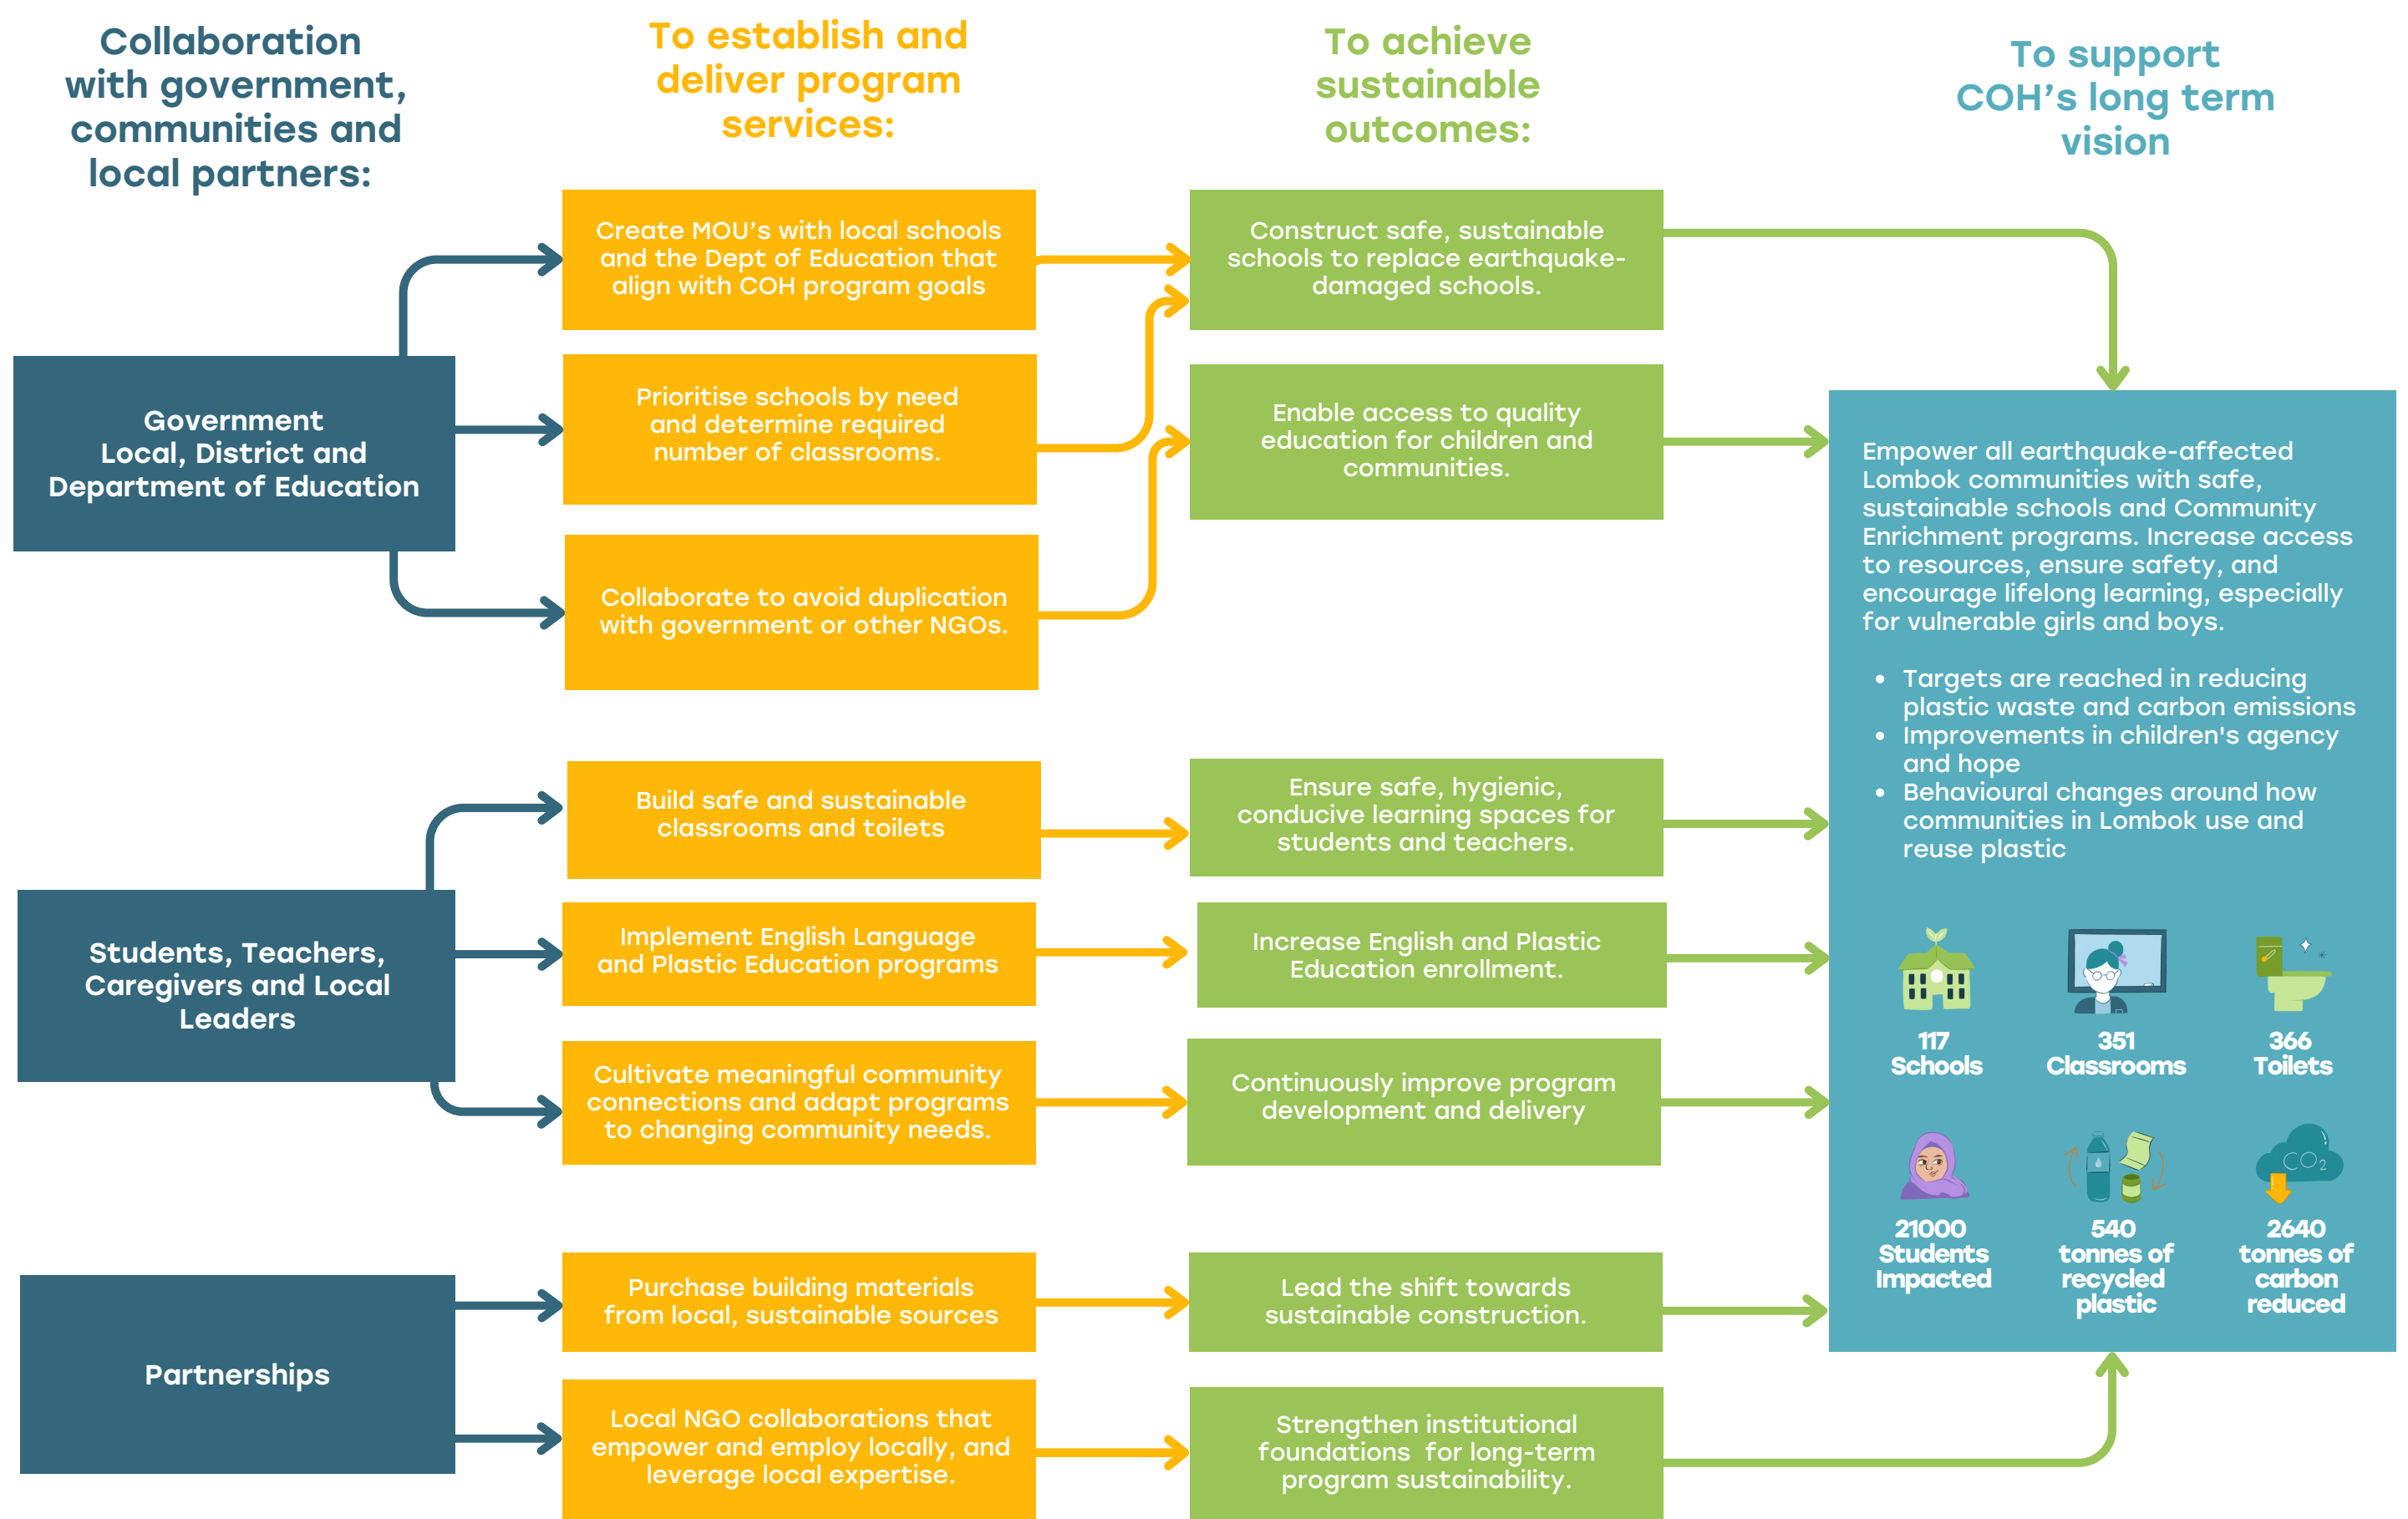 Collaboration
with government,
communities and
local partners:
To establish and
deliver program
services:
To achieve
sustainable
outcomes:
To support
COH's long term
vision
Government
Local, District and
Department of Education
Create MOU's with local schools
and the Dept of Education that
align with COH program goals
Prioritise schools by need
and determine required
number of classrooms.
Collaborate to avoid duplication
with government or other NGOs.
Construct safe, sustainable
schools to replace earthquake-
damaged schools.
Enable access to quality
education for children and
communities.
Students, Teachers,
Caregivers and Local
Leaders
Build safe and sustainable
classrooms and toilets
Implement English Language
and Plastic Education programs
Cultivate meaningful community
connections and adapt programs
to changing community needs.
Ensure safe, hygienic,
conducive learning spaces for
students and teachers.
Increase English and Plastic
Education enrollment.
Continuously improve program
development and delivery
Partnerships
Purchase building materials
from local, sustainable sources
Local NGO collaborations that
empower and employ locally, and
leverage local expertise.
Lead the shift towards
sustainable construction.
Strengthen institutional
foundations for long-term
program sustainability.
Empower all earthquake-affected
Lombok communities with safe,
sustainable schools and Community
Enrichment programs. Increase access
to resources, ensure safety, and
encourage lifelong learning, especially
for vulnerable girls and boys.
• Targets are reached in reducing
plastic waste and carbon emissions
• Improvements in children's agency
and hope
• Behavioural changes around how
communities in Lombok use and
reuse plastic
117
Schools
351
Classrooms
366
Toilets
21000
Students
Impacted
540
tonnes of
recycled
plastic
CO2
2640
tonnes of
carbon
reduced